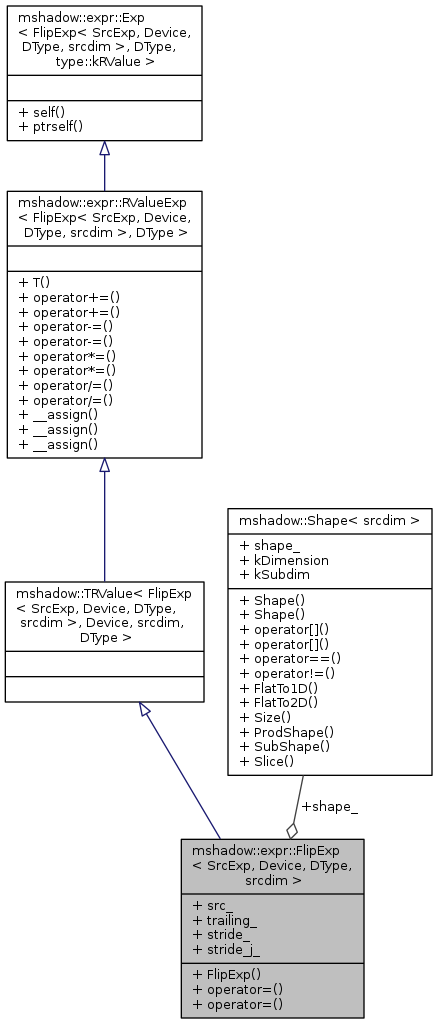 mshadow::expr::Exp
< FlipExp< SrcExp, Device,
DType, srcdim >, DType,
type::kRValue >
+ self()
+ ptrself()
mshadow::expr::RValueExp
< FlipExp< SrcExp, Device,
DType, srcdim >, DType >
+ T()
+ operator+=()
+ operator+=()
+ operator-=()
+ operator-=()
+ operator*=()
+ operator*=()
+ operator/=()
+ operator/=()
+ __assign()
+ __assign()
+ __assign()
mshadow::TRValue< FlipExp
< SrcExp, Device, DType,
srcdim >, Device, srcdim,
DType >
mshadow::Shape< srcdim >
+ shape_
+ kDimension
+ kSubdim
+ Shape()
+ Shape()
+ operator[]()
+ operator[]()
+ operator==()
+ operator!=()
+ FlatTo1D()
+ FlatTo2D()
+ Size()
+ ProdShape()
+ SubShape()
+ Slice()
+shape_
mshadow::expr::FlipExp
< SrcExp, Device, DType,
srcdim >
+ src_
+ trailing_
+ stride_
+ stride_j_
+ FlipExp()
+ operator=()
+ operator=()